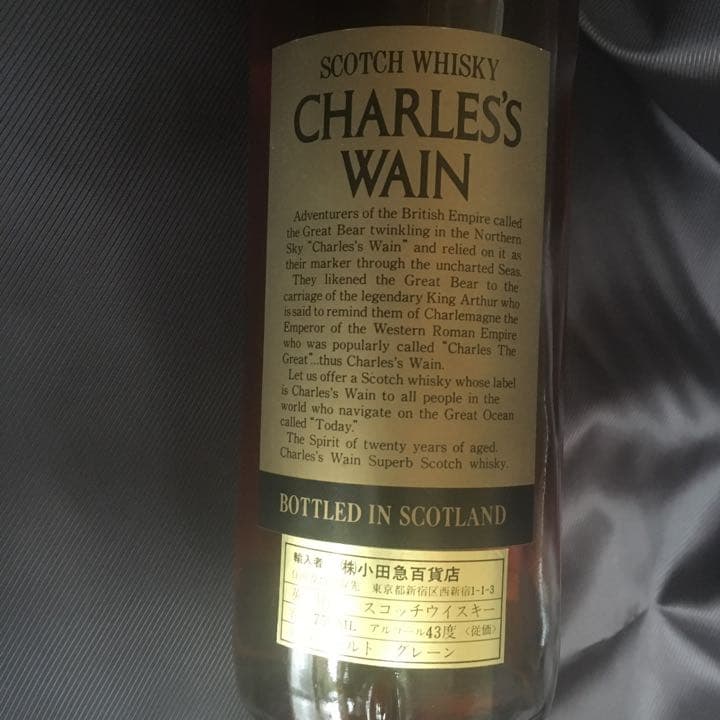 SCOTCH WHISKY
CHARLES'S
WAIN
Adventurers of the British Empire called
the Great Bear twinkling in the Northern
Sky "Charles's Wain" and relied on it as
their marker through the uncharted Seas.
They likened the Great Bear to the
carriage of the legendary King Arthur who
is said to remind them of Charlemagne the
Emperor of the Western Roman Empire
who was popularly called "Charles The
Great"...thus Charles's Wain.
Let us offer a Scotch whisky whose label
is Charles's Wain to all people in the
world who navigate on the Great Ocean
called "Today."
The Spirit of twenty years of aged.
Charles's Wain Superb Scotch whisky.
BOTTLED IN SCOTLAND
輸入者 ㈱小田急百貨店
先 東京都新宿区西新宿1-1-3
スコッチウイスキー
ML アルコール43度〈従価〉
ルト グレーン